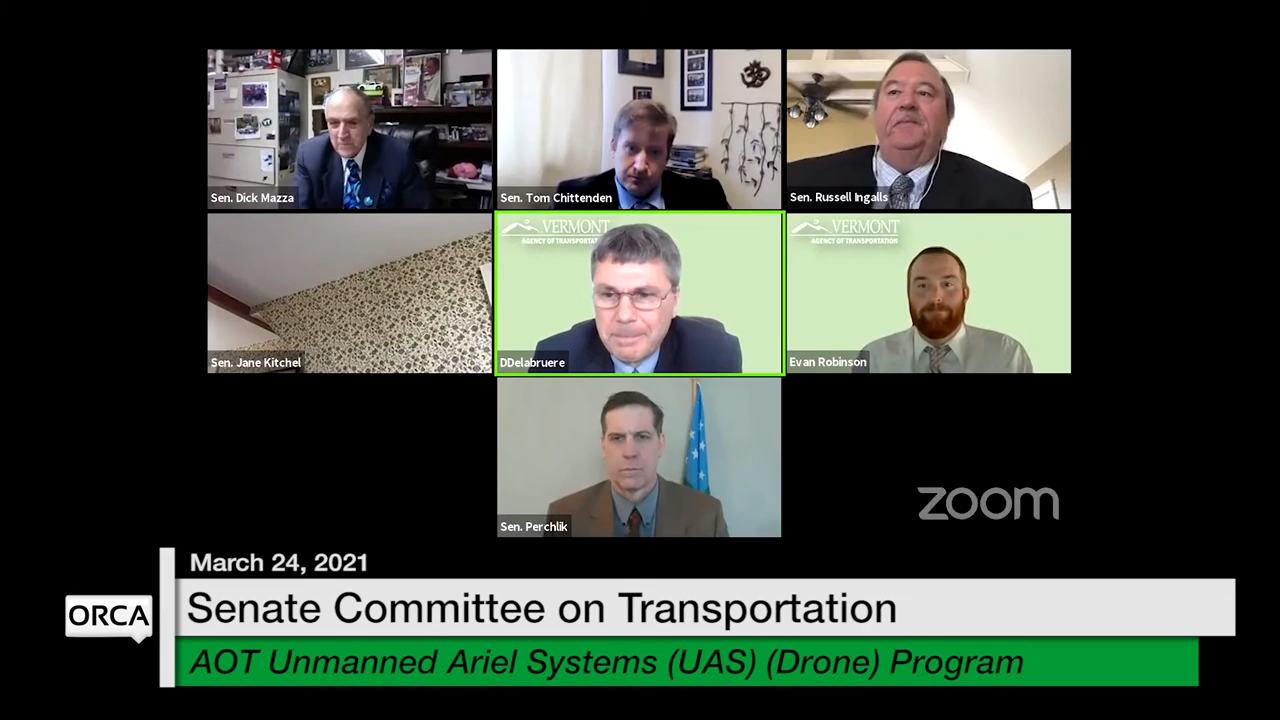 Sen. Dick Mazza
Sen. Tom Chittenden
Sen. Russell Ingalls
VERMONT
AGENCY OF TRANSPORTATION
VERMONT
AGENCY OF TRANSPORTATION
Sen. Jane Kitchel
DDelabruere
Evan Robinson
Sen. Perchlik
zoom
March 24, 2021
ORCA
Senate Committee on Transportation
AOT Unmanned Ariel Systems (UAS) (Drone) Program